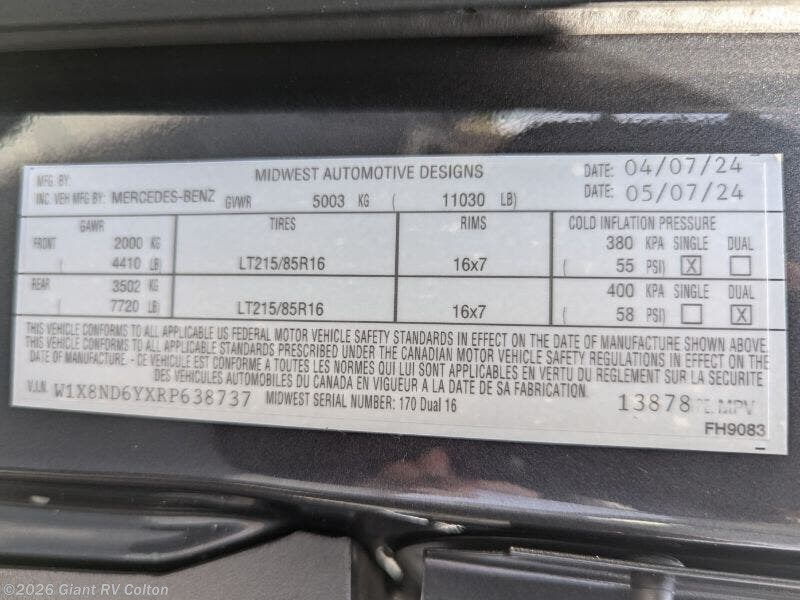 MFG. BY: MIDWEST AUTOMOTIVE DESIGNS DATE: 04/07/24
INC. VEH MFG BY: MERCEDES-BENZ GVWR 5003 KG ( 11030 LB) DATE: 05/07/24
GAWR TIRES RIMS COLD INFLATION PRESSURE
FRONT 2000 KG 380 KPA SINGLE DUAL
( 4410 LB) LT215/85R16 16x7 ( 55 PSI) X
REAR 3502 KG 400 KPA SINGLE DUAL
( 7720 LB) LT215/85R16 16x7 ( 58 PSI) X
THIS VEHICLE CONFORMS TO ALL APPLICABLE US FEDERAL MOTOR VEHICLE SAFETY STANDARDS IN EFFECT ON THE DATE OF MANUFACTURE SHOWN ABOVE.
THIS VEHICLE CONFORMS TO ALL APPLICABLE STANDARDS PRESCRIBED UNDER THE CANADIAN MOTOR VEHICLE SAFETY REGULATIONS IN EFFECT ON THE
DATE OF MANUFACTURE. - CE VÉHICULE EST CONFORME À TOUTES LES NORMES QUI LUI SONT APPLICABLES EN VERTU DU RÈGLEMENT SUR LA SÉCURITÉ
DES VÉHICULES AUTOMOBILES DU CANADA EN VIGUEUR À LA DATE DE SA FABRICATION.
V.I.N. W1X8ND6YXRP638737 MIDWEST SERIAL NUMBER: 170 Dual 16 13878 MPV
FH9083
©2026 Giant RV Colton